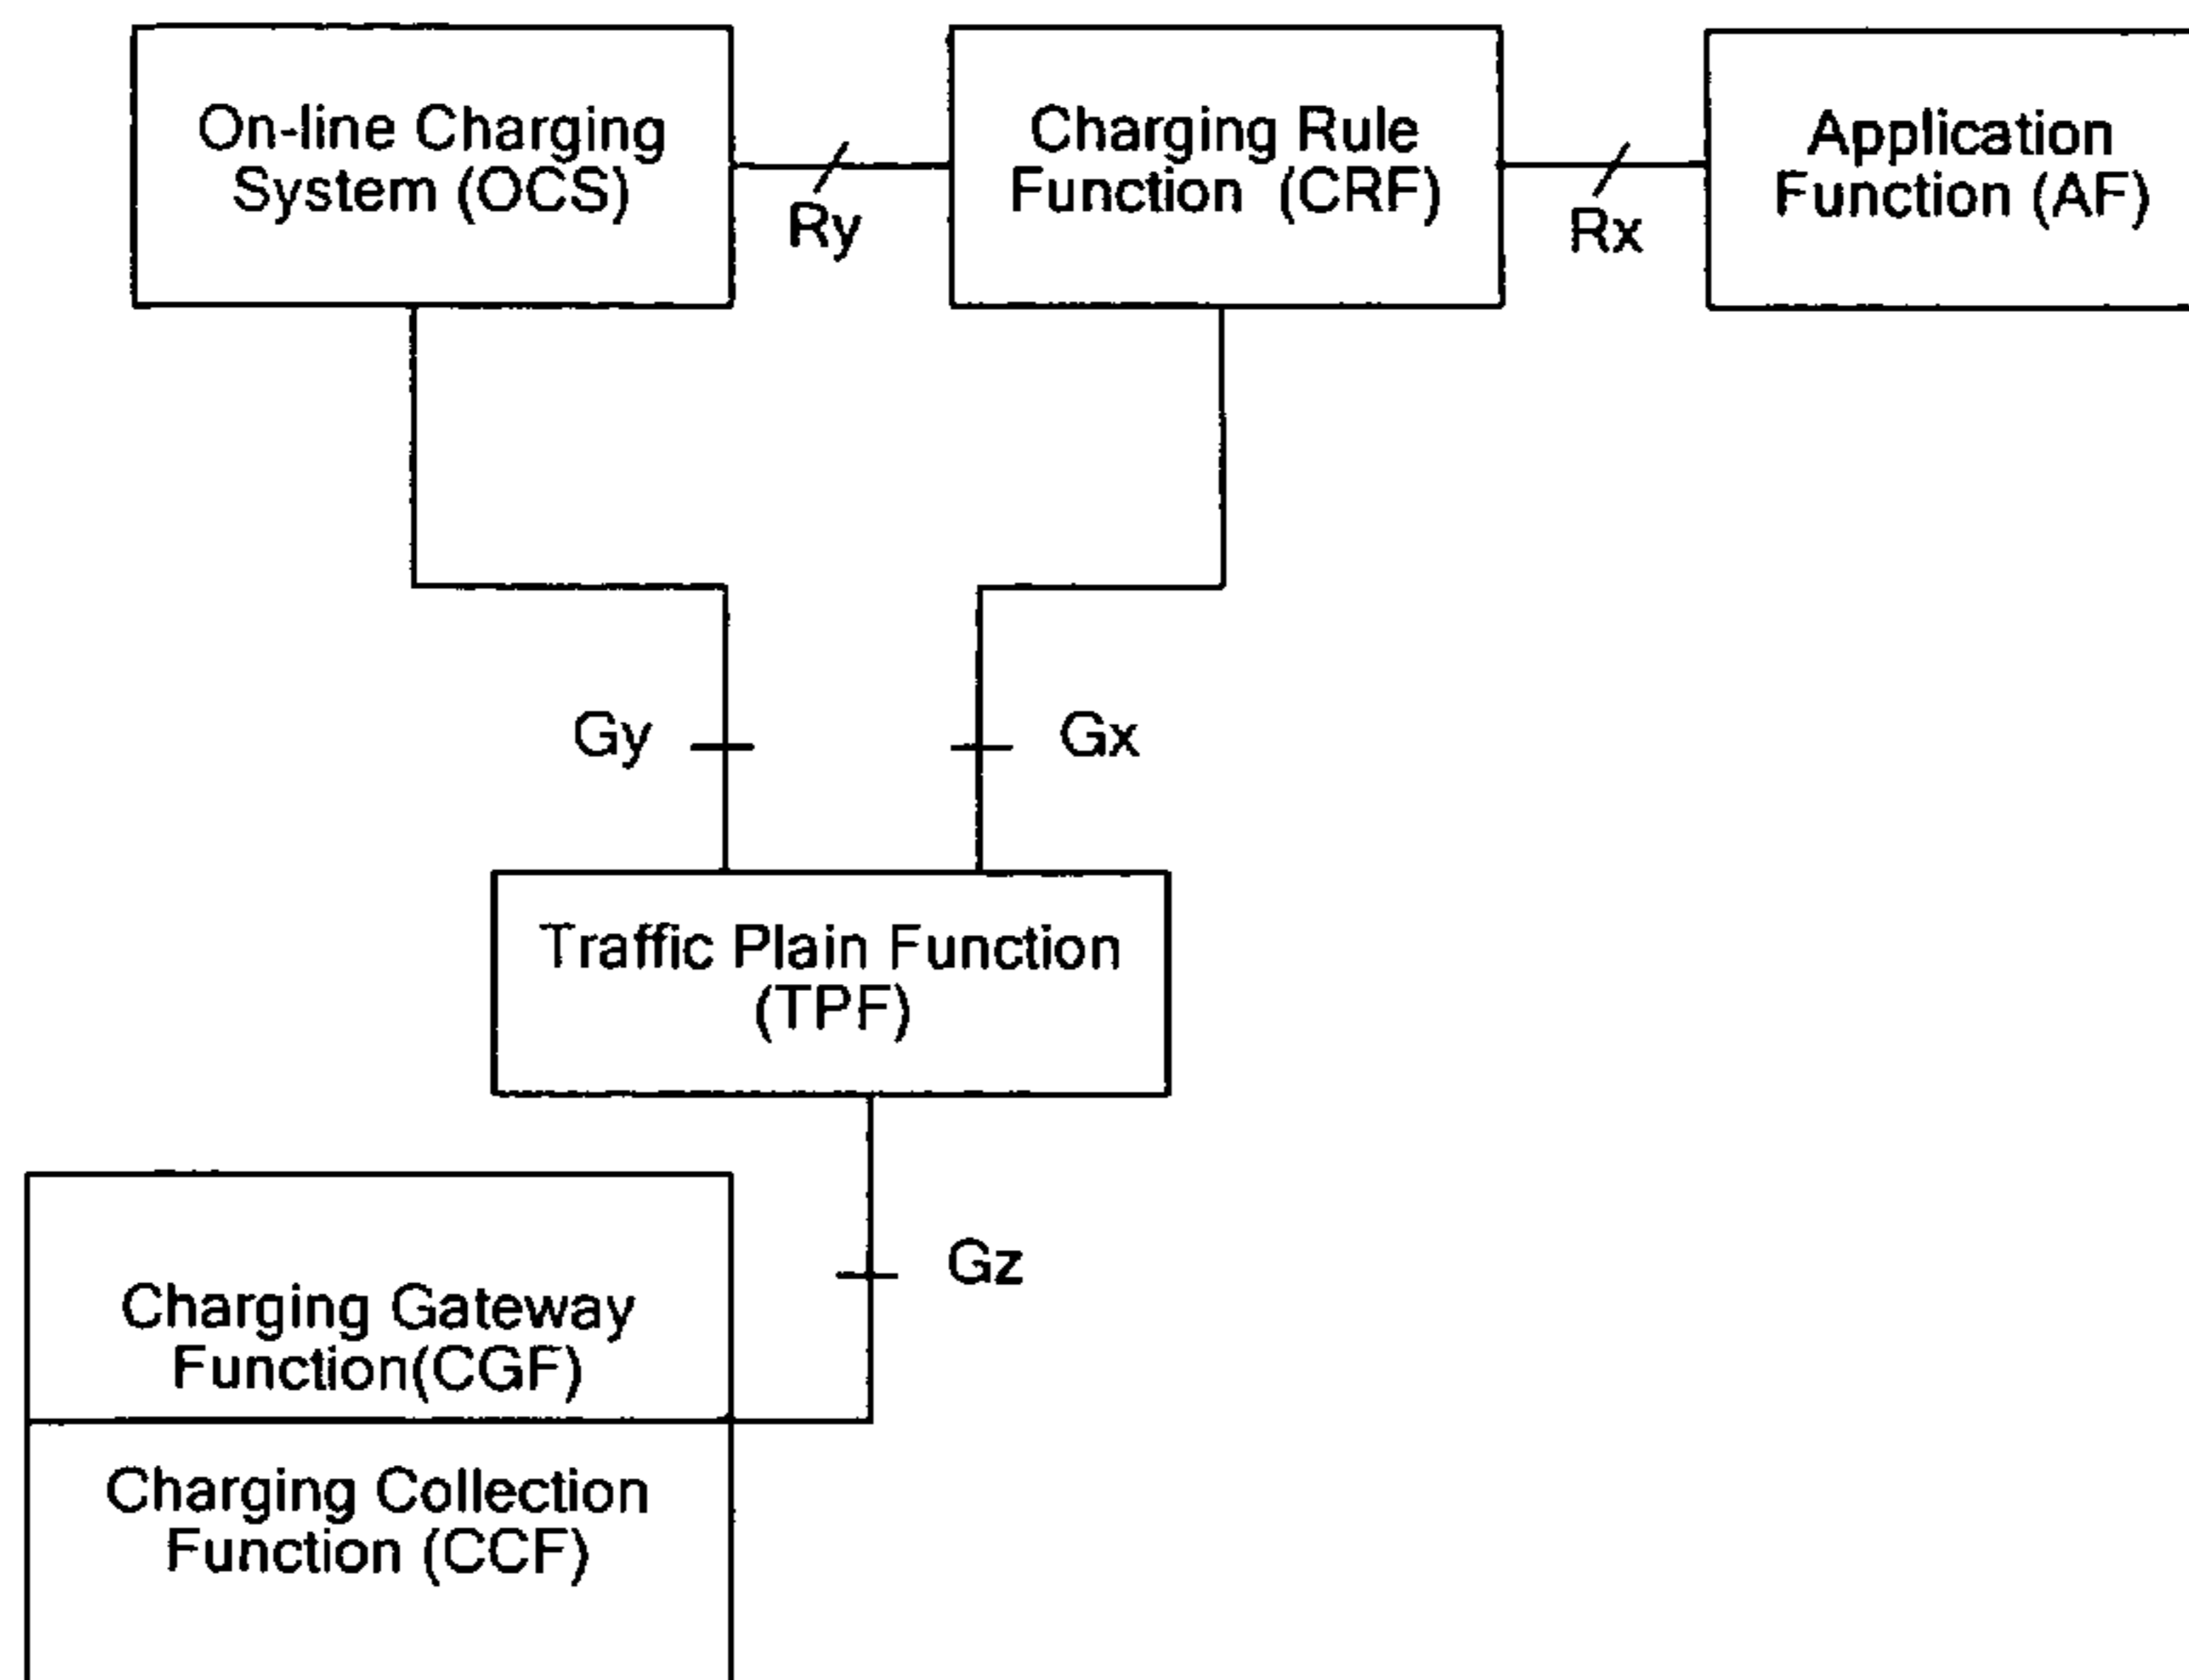 On-line Charging
System (OCS)
Ry
Charging Rule
Function (CRF)
Rx
Application
Function (AF)
Gy
Gx
Traffic Plain Function
(TPF)
Gz
Charging Gateway
Function(CGF)
Charging Collection
Function (CCF)